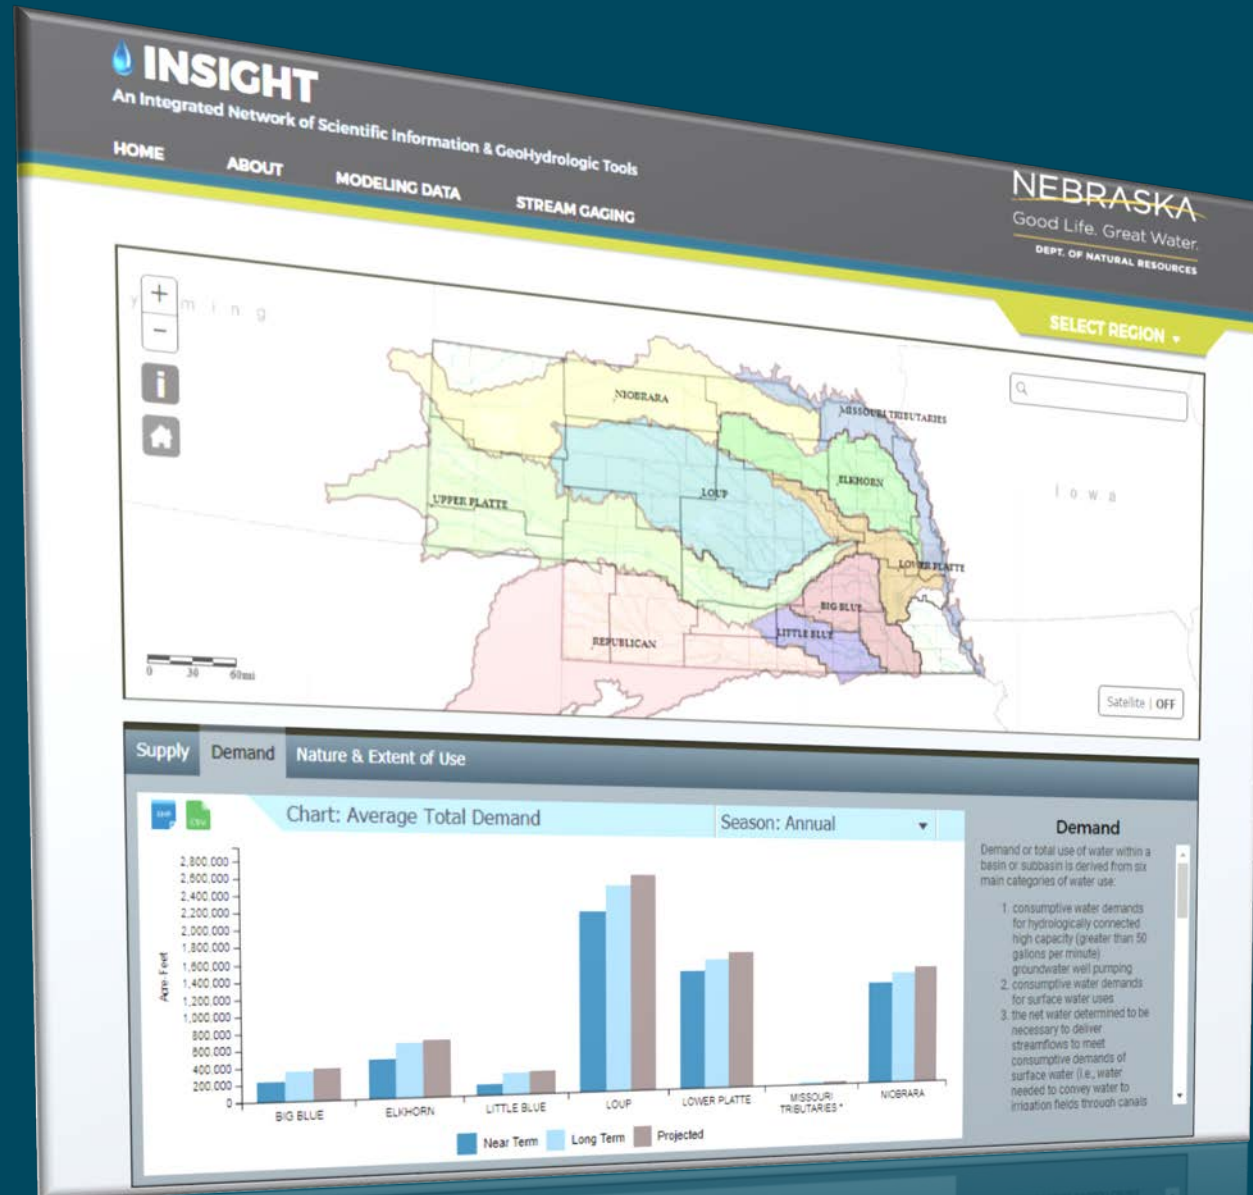 INSIGHT
An Integrated Network of Scientific Information & GeoHydrologic Tools
HOME
ABOUT
MODELING DATA
STREAM GAGING
NEBRASKA
Good Life. Great Water.
DEPT. OF NATURAL RESOURCES
SELECT REGION
y
ming
+
−
i
NIOBRARA
MISSOURI TRIBUTARIES
ELKHORN
Iowa
LOUP
UPPER PLATTE
LOWER PLATTE
BIG BLUE
LITTLE BLUE
REPUBLICAN
0 30 60mi
Satellite | OFF
Supply
Demand
Nature & Extent of Use
CSV
Chart: Average Total Demand
Season: Annual
2,800,000
2,600,000
2,400,000
2,200,000
2,000,000
1,800,000
1,600,000
1,400,000
1,200,000
1,000,000
800,000
600,000
400,000
200,000
0
Acre-Feet
BIG BLUE
ELKHORN
LITTLE BLUE
LOUP
LOWER PLATTE
MISSOURI
TRIBUTARIES *
NIOBRARA
Near Term
Long Term
Projected
Demand
Demand or total use of water within a
basin or subbasin is derived from six
main categories of water use:
1. consumptive water demands
for hydrologically connected
high capacity (greater than 50
gallons per minute)
groundwater well pumping
2. consumptive water demands
for surface water uses
3. the net water determined to be
necessary to deliver
streamflows to meet
consumptive demands of
surface water (i.e., water
needed to convey water to
irrigation fields through canals